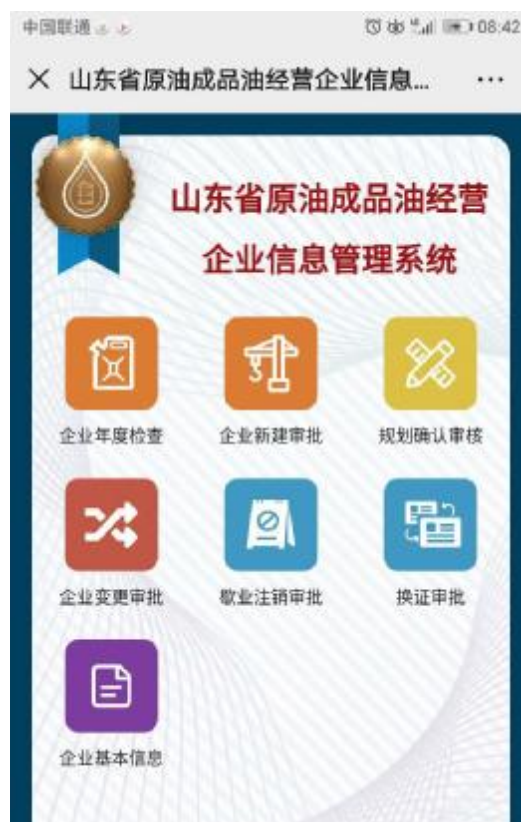 中国联通
08:42
山东省原油成品油经营企业信息...
山东省原油成品油经营
企业信息管理系统
企业年度检查 企业新建审批 规划确认审核
企业变更审批 歇业注销审批 换证审批
企业基本信息